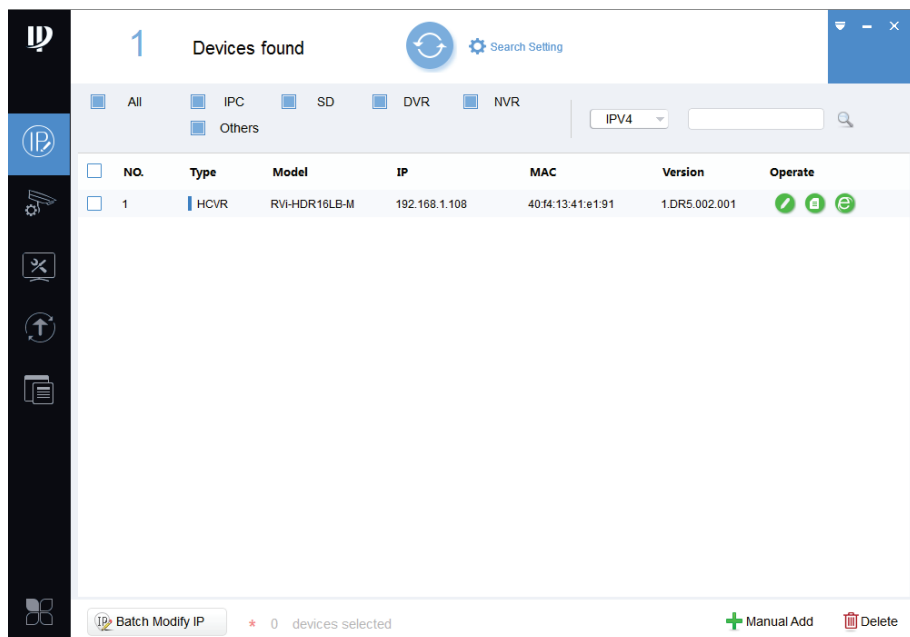 1 Devices found Search Setting
All IPC SD DVR NVR
IPV4
Others
IP
NO. Type Model IP MAC Version Operate
1 HCVR RVi-HDR16LB-M 192.168.1.108 40:f4:13:41:e1:91 1.DR5.002.001
IP Batch Modify IP * 0 devices selected Manual Add Delete